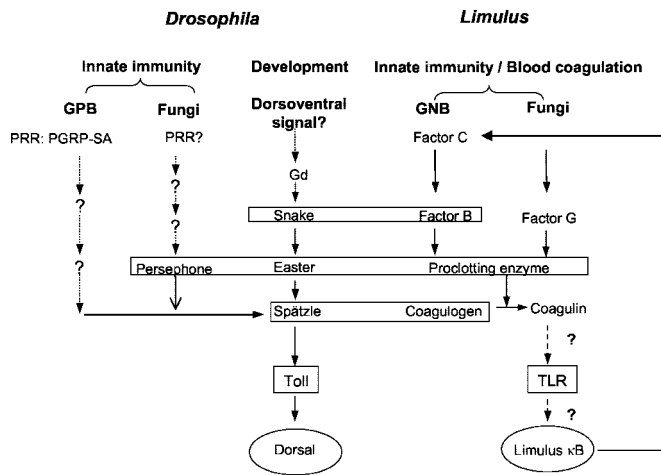 Drosophila Limulus
Innate immunity Development Innate immunity / Blood coagulation
GPB Fungi Dorsoventral signal? GNB Fungi
PRR: PGRP-SA PRR? Factor C
? Gd
?
? Snake Factor B Factor G
? Persephone Easter Proclotting enzyme
Spätzle Coagulogen Coagulin
?
Toll TLR
?
Dorsal Limulus κB